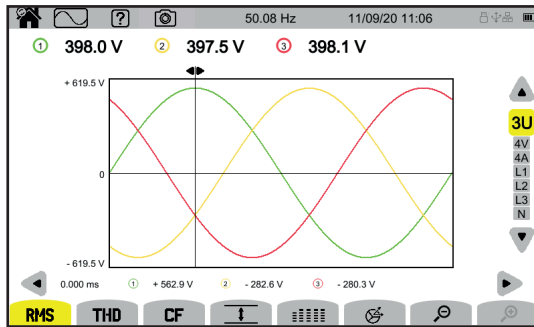 ? 50.08 Hz 11/09/20 11:06
1 398.0 V 2 397.5 V 3 398.1 V
+ 619.5 V
0
- 619.5 V
3U
4V
4A
L1
L2
L3
N
0.000 ms 1 + 562.9 V 2 - 282.6 V 3 - 280.3 V
RMS THD CF